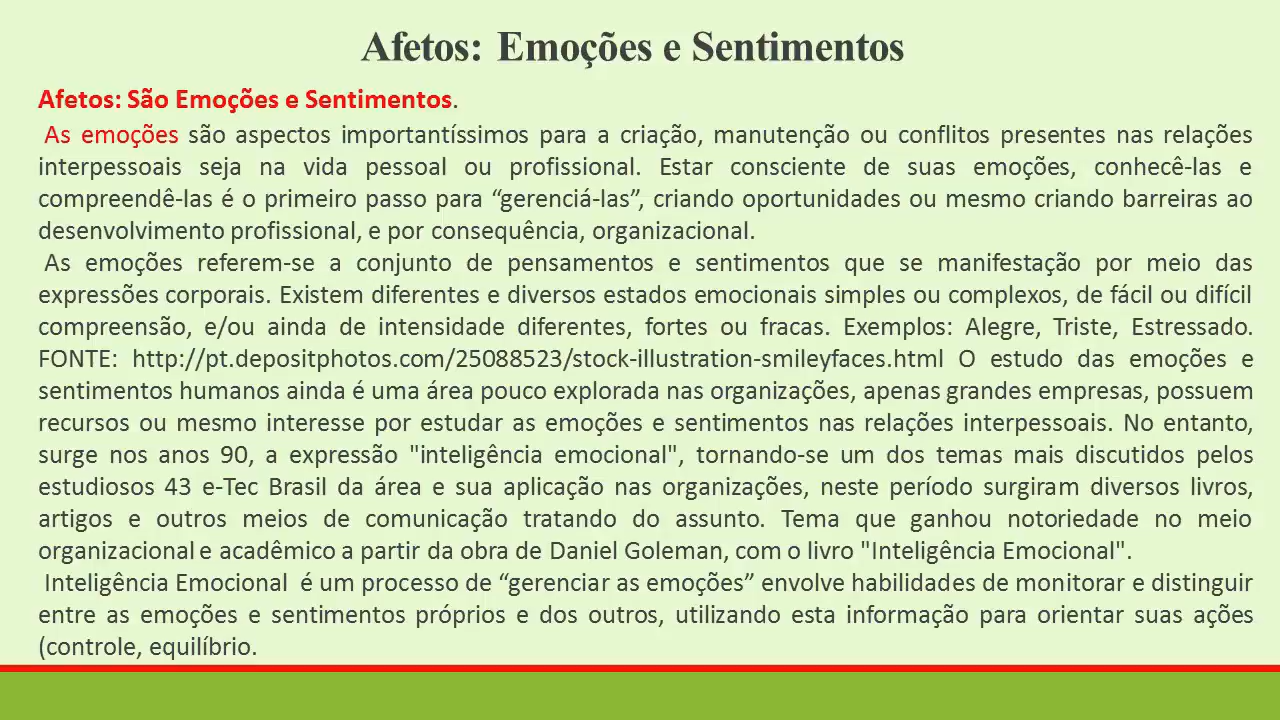 Afetos: Emoções e Sentimentos
Afetos: São Emoções e Sentimentos.
As emoções são aspectos importantíssimos para a criação, manutenção ou conflitos presentes nas relações
interpessoais seja na vida pessoal ou profissional. Estar consciente de suas emoções, conhecê-las e
compreendê-las é o primeiro passo para “gerenciá-las”, criando oportunidades ou mesmo criando barreiras ao
desenvolvimento profissional, e por consequência, organizacional.
As emoções referem-se a conjunto de pensamentos e sentimentos que se manifestação por meio das
expressões corporais. Existem diferentes e diversos estados emocionais simples ou complexos, de fácil ou difícil
compreensão, e/ou ainda de intensidade diferentes, fortes ou fracas. Exemplos: Alegre, Triste, Estressado.
FONTE: http://pt.depositphotos.com/25088523/stock-illustration-smileyfaces.html O estudo das emoções e
sentimentos humanos ainda é uma área pouco explorada nas organizações, apenas grandes empresas, possuem
recursos ou mesmo interesse por estudar as emoções e sentimentos nas relações interpessoais. No entanto,
surge nos anos 90, a expressão "inteligência emocional", tornando-se um dos temas mais discutidos pelos
estudiosos 43 e-Tec Brasil da área e sua aplicação nas organizações, neste período surgiram diversos livros,
artigos e outros meios de comunicação tratando do assunto. Tema que ganhou notoriedade no meio
organizacional e acadêmico a partir da obra de Daniel Goleman, com o livro "Inteligência Emocional".
Inteligência Emocional é um processo de “gerenciar as emoções” envolve habilidades de monitorar e distinguir
entre as emoções e sentimentos próprios e dos outros, utilizando esta informação para orientar suas ações
(controle, equilíbrio.